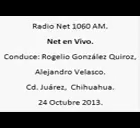 Radio Net 1060 AM.
Net en Vivo.
Conduce: Rogelio González Quiroz,
Alejandro Velasco.
Cd. Juárez,  Chihuahua.
24 Octubre 2013.